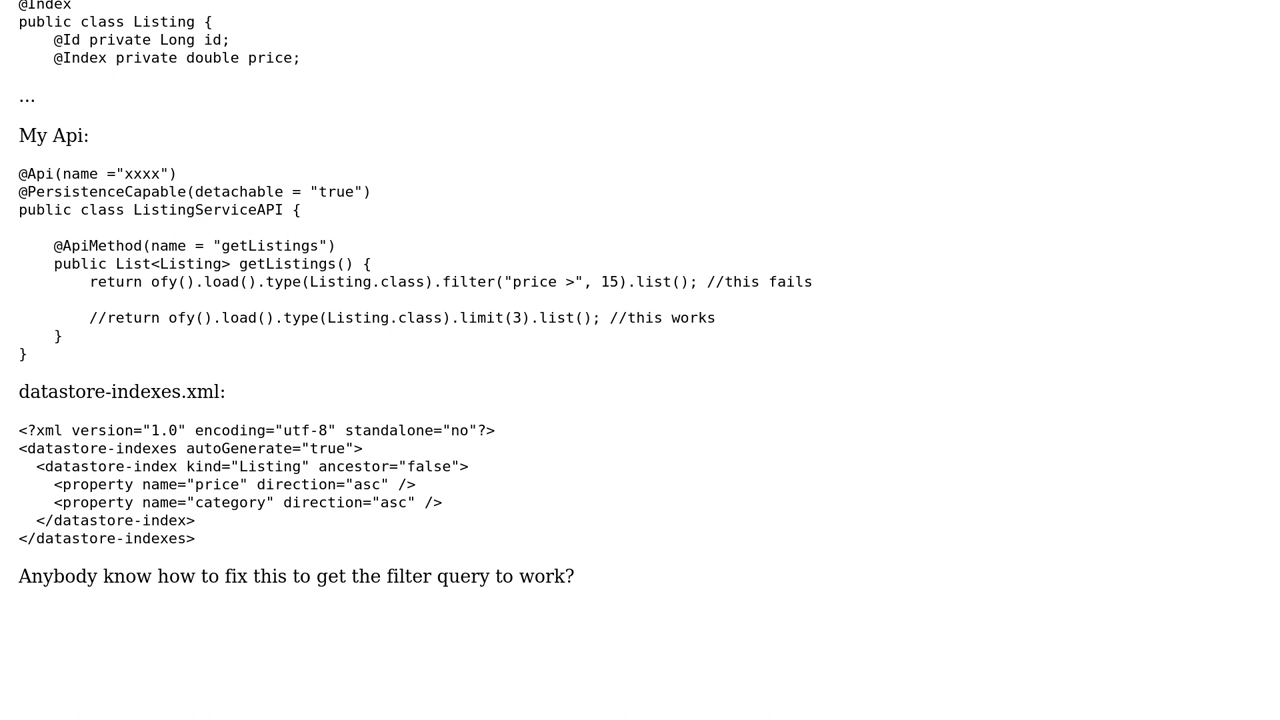 @Index
public class Listing {
    @Id private Long id;
    @Index private double price;
...
My Api:
@Api(name ="xxxx")
@PersistenceCapable(detachable = "true")
public class ListingServiceAPI {
    @ApiMethod(name = "getListings")
    public List<Listing> getListings() {
        return ofy().load().type(Listing.class).filter("price >", 15).list(); //this fails
        //return ofy().load().type(Listing.class).limit(3).list(); //this works
    }
}
datastore-indexes.xml:
<?xml version="1.0" encoding="utf-8" standalone="no"?>
<datastore-indexes autoGenerate="true">
  <datastore-index kind="Listing" ancestor="false">
    <property name="price" direction="asc" />
    <property name="category" direction="asc" />
  </datastore-index>
</datastore-indexes>
Anybody know how to fix this to get the filter query to work?